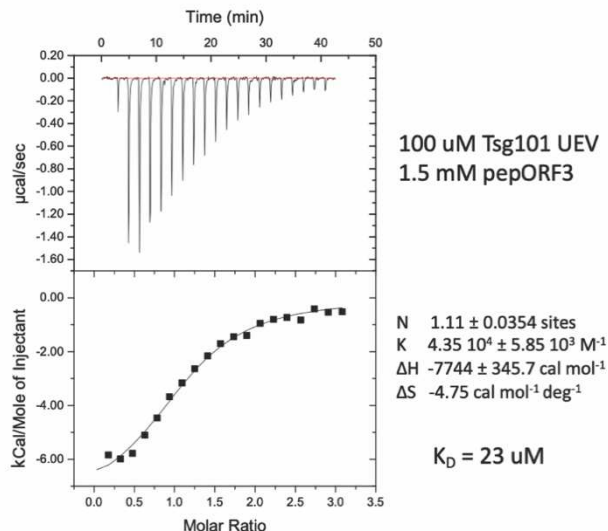 Time (min)
0 10 20 30 40 50
0.20
0.00
-0.20
-0.40
-0.60
-0.80
-1.00
-1.20
-1.40
-1.60
µcal/sec
100 uM Tsg101 UEV
1.5 mM pepORF3
0.00
-2.00
-4.00
-6.00
kCal/Mole of Injectant
0.0 0.5 1.0 1.5 2.0 2.5 3.0 3.5
Molar Ratio
N 1.11 ± 0.0354 sites
K 4.35 10⁴ ± 5.85 10³ M⁻¹
ΔH -7744 ± 345.7 cal mol⁻¹
ΔS -4.75 cal mol⁻¹ deg⁻¹
K_D = 23 uM